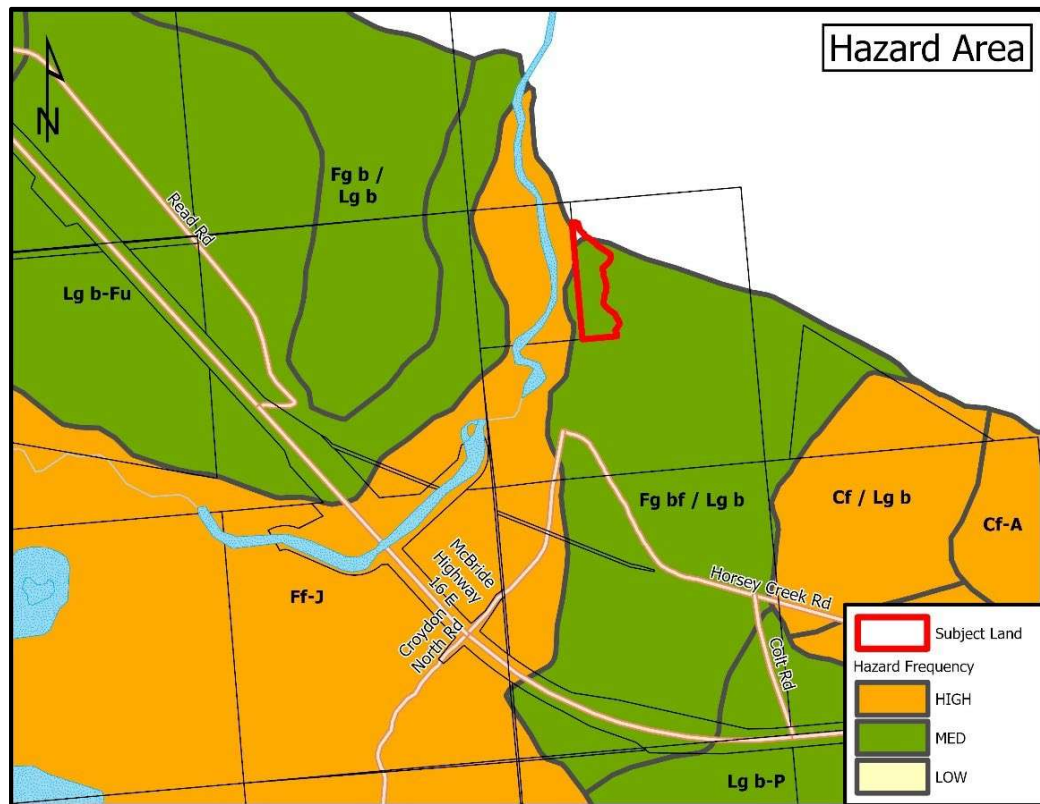 Hazard Area
N
Read Rd
Fg b /
Lg b
Lg b-Fu
Fg bf / Lg b
Cf / Lg b
Cf-A
McBride
Highway
16-E
Croydon
North Rd
Ff-J
Horsey Creek Rd
Colt Rd
Lg b-P
Subject Land
Hazard Frequency
HIGH
MED
LOW